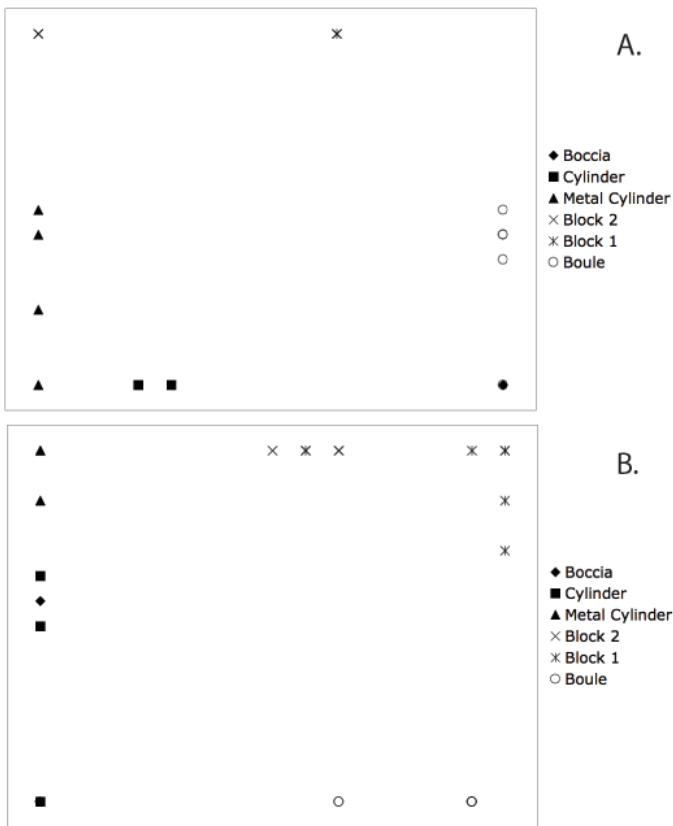 A.
Boccia
Cylinder
Metal Cylinder
Block 2
Block 1
Boule
B.
Boccia
Cylinder
Metal Cylinder
Block 2
Block 1
Boule